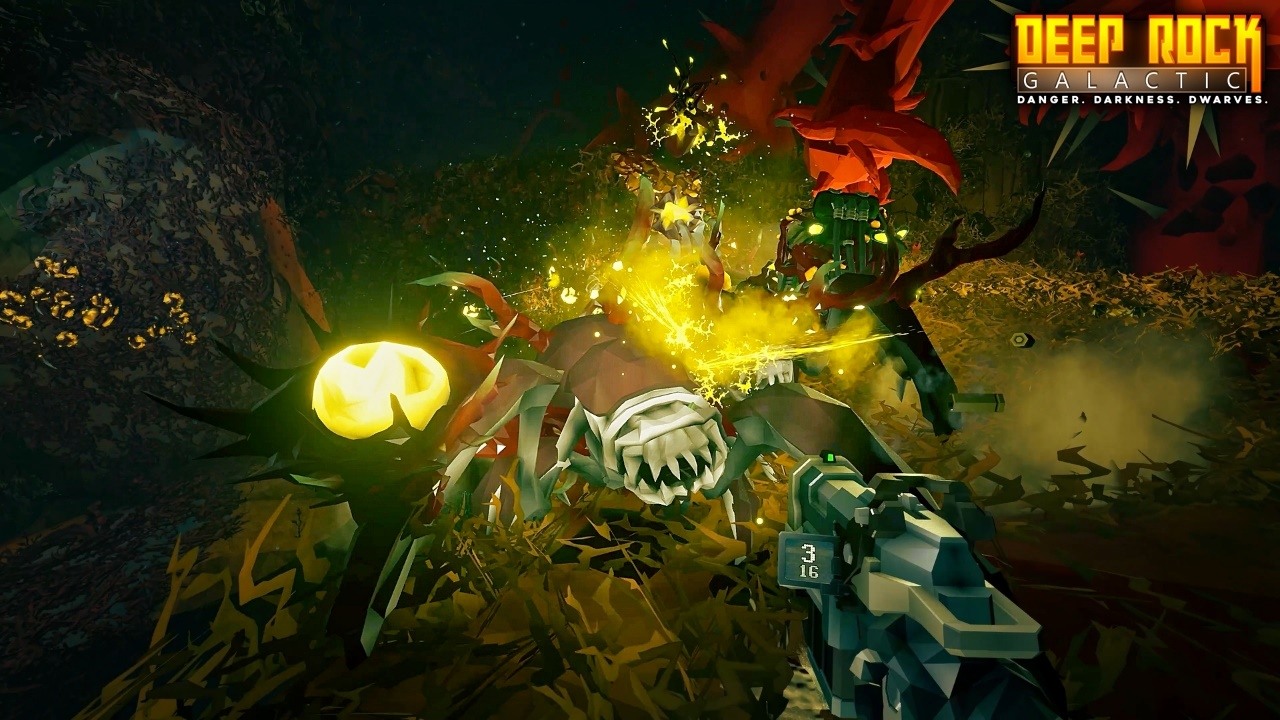 DEEP ROCK
GALACTIC
DANGER. DARKNESS. DWARVES.
3
16